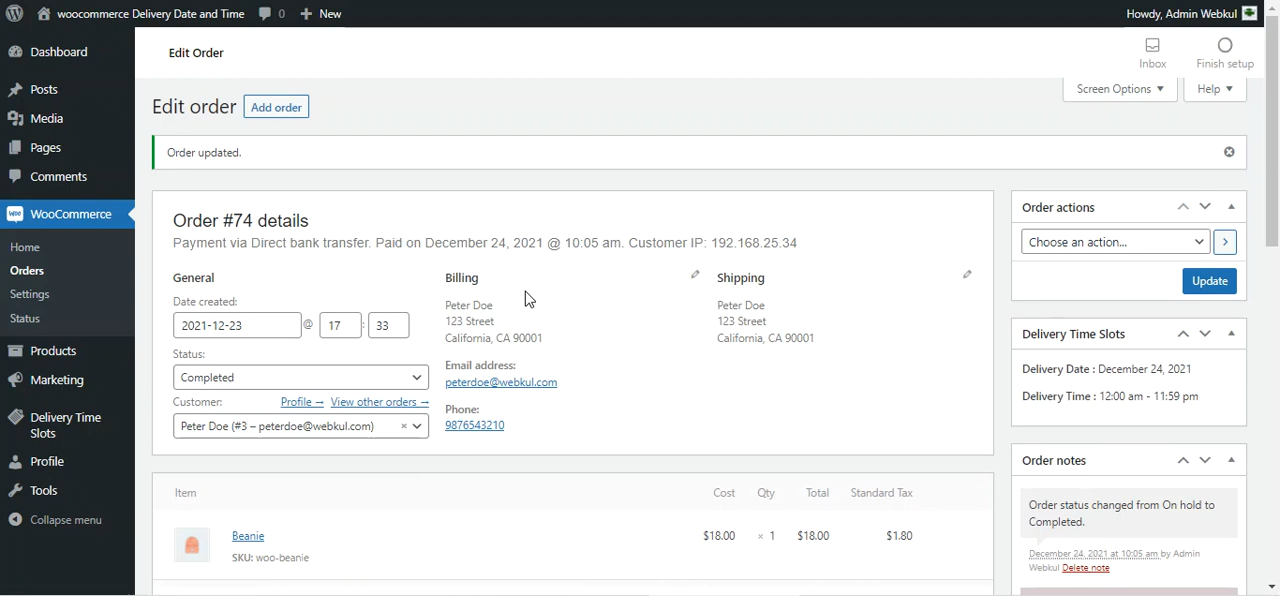 woocommerce Delivery Date and Time 0 + New Howdy, Admin Webkul
Dashboard
Posts
Media
Pages
Comments
WooCommerce
Home
Orders
Settings
Status
Products
Marketing
Delivery Time
Slots
Profile
Tools
Collapse menu
Edit Order
Inbox
Finish setup
Screen Options ▼
Help ▼
Edit order
Add order
Order updated.
Order #74 details
Payment via Direct bank transfer. Paid on December 24, 2021 @ 10:05 am. Customer IP: 192.168.25.34
General
Date created:
2021-12-23 @ 17 : 33
Status:
Completed
Customer: Profile → View other orders →
Peter Doe (#3 – peterdoe@webkul.com) ×
Billing
Peter Doe
123 Street
California, CA 90001
Email address:
peterdoe@webkul.com
Phone:
9876543210
Shipping
Peter Doe
123 Street
California, CA 90001
Item Cost Qty Total Standard Tax
Beanie $18.00 × 1 $18.00 $1.80
SKU: woo-beanie
Order actions
Choose an action...
Update
Delivery Time Slots
Delivery Date : December 24, 2021
Delivery Time : 12:00 am - 11:59 pm
Order notes
Order status changed from On hold to
Completed.
December 24, 2021 at 10:05 am by Admin
Webkul Delete note